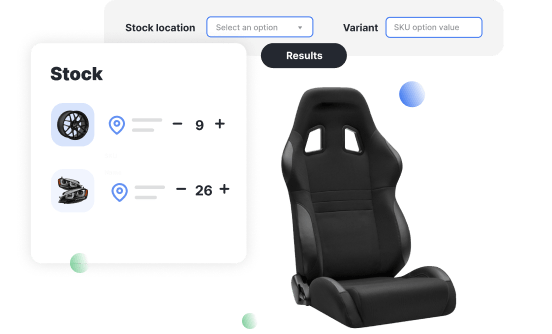 Stock location Select an option Variant SKU option value
Results
Stock
− 9 +
− 26 +